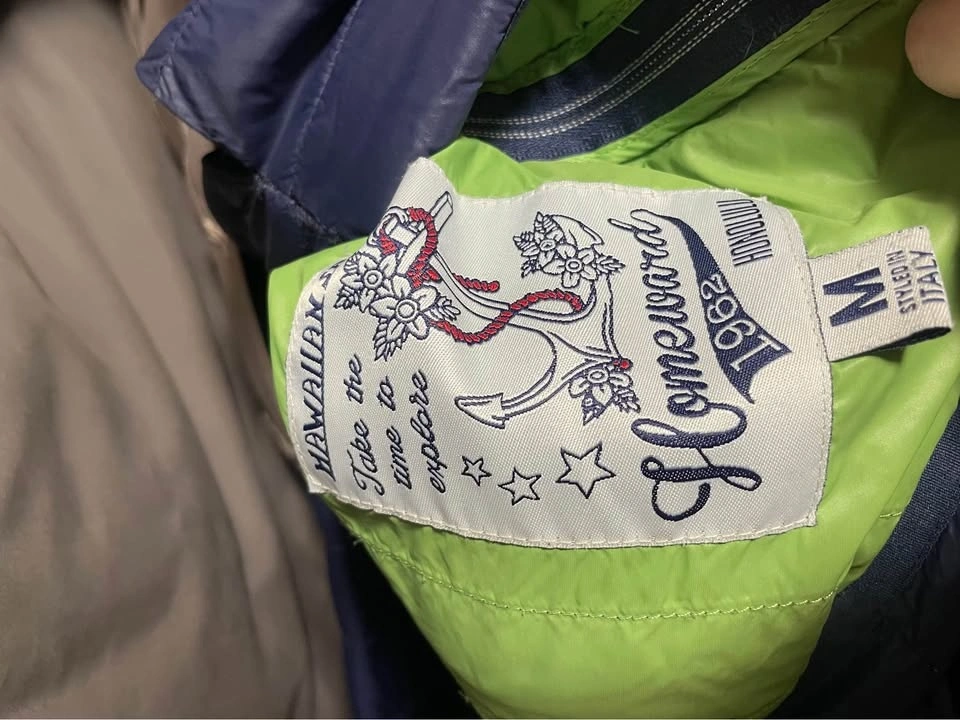 HAWAIIAN
Take the
time to
explore
Homeward
1962
HONOLULU
M
STYLED IN
ITALY